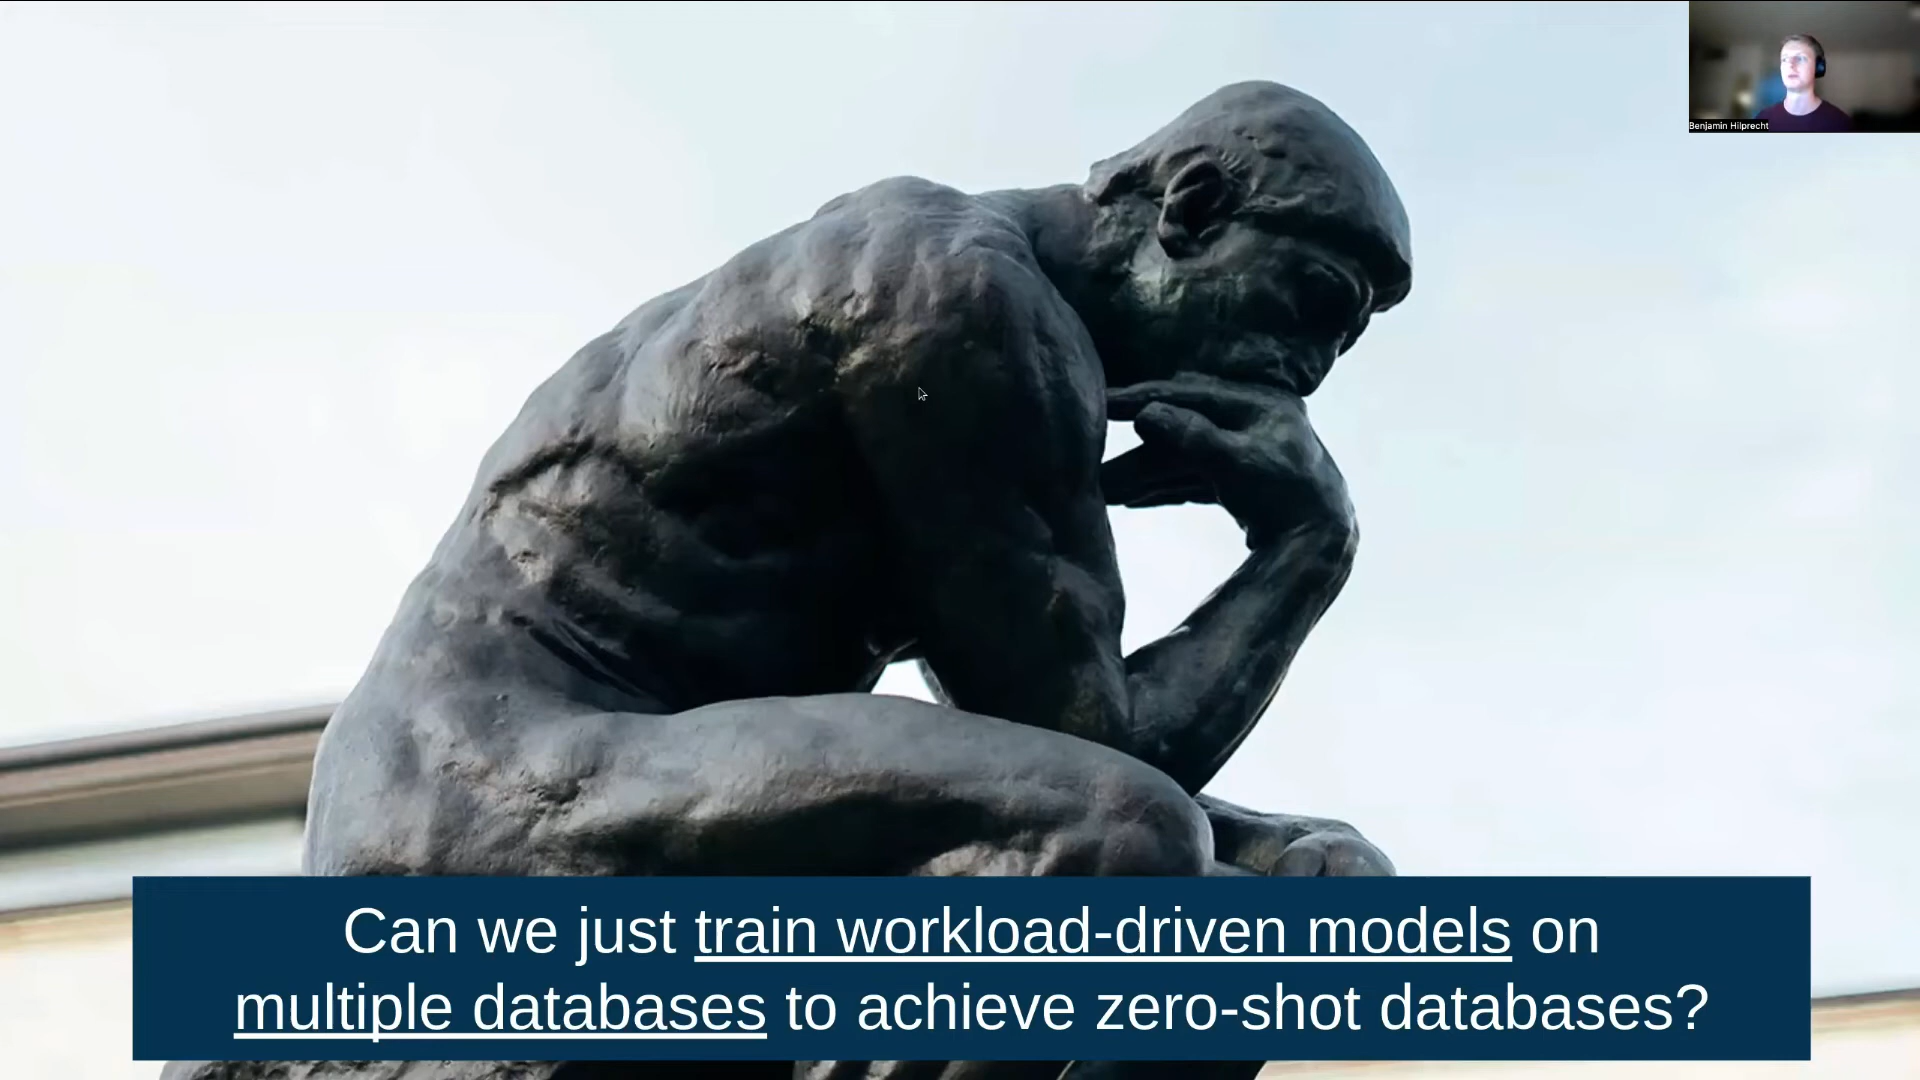 Benjamin Hilprecht
Can we just train workload-driven models on
multiple databases to achieve zero-shot databases?